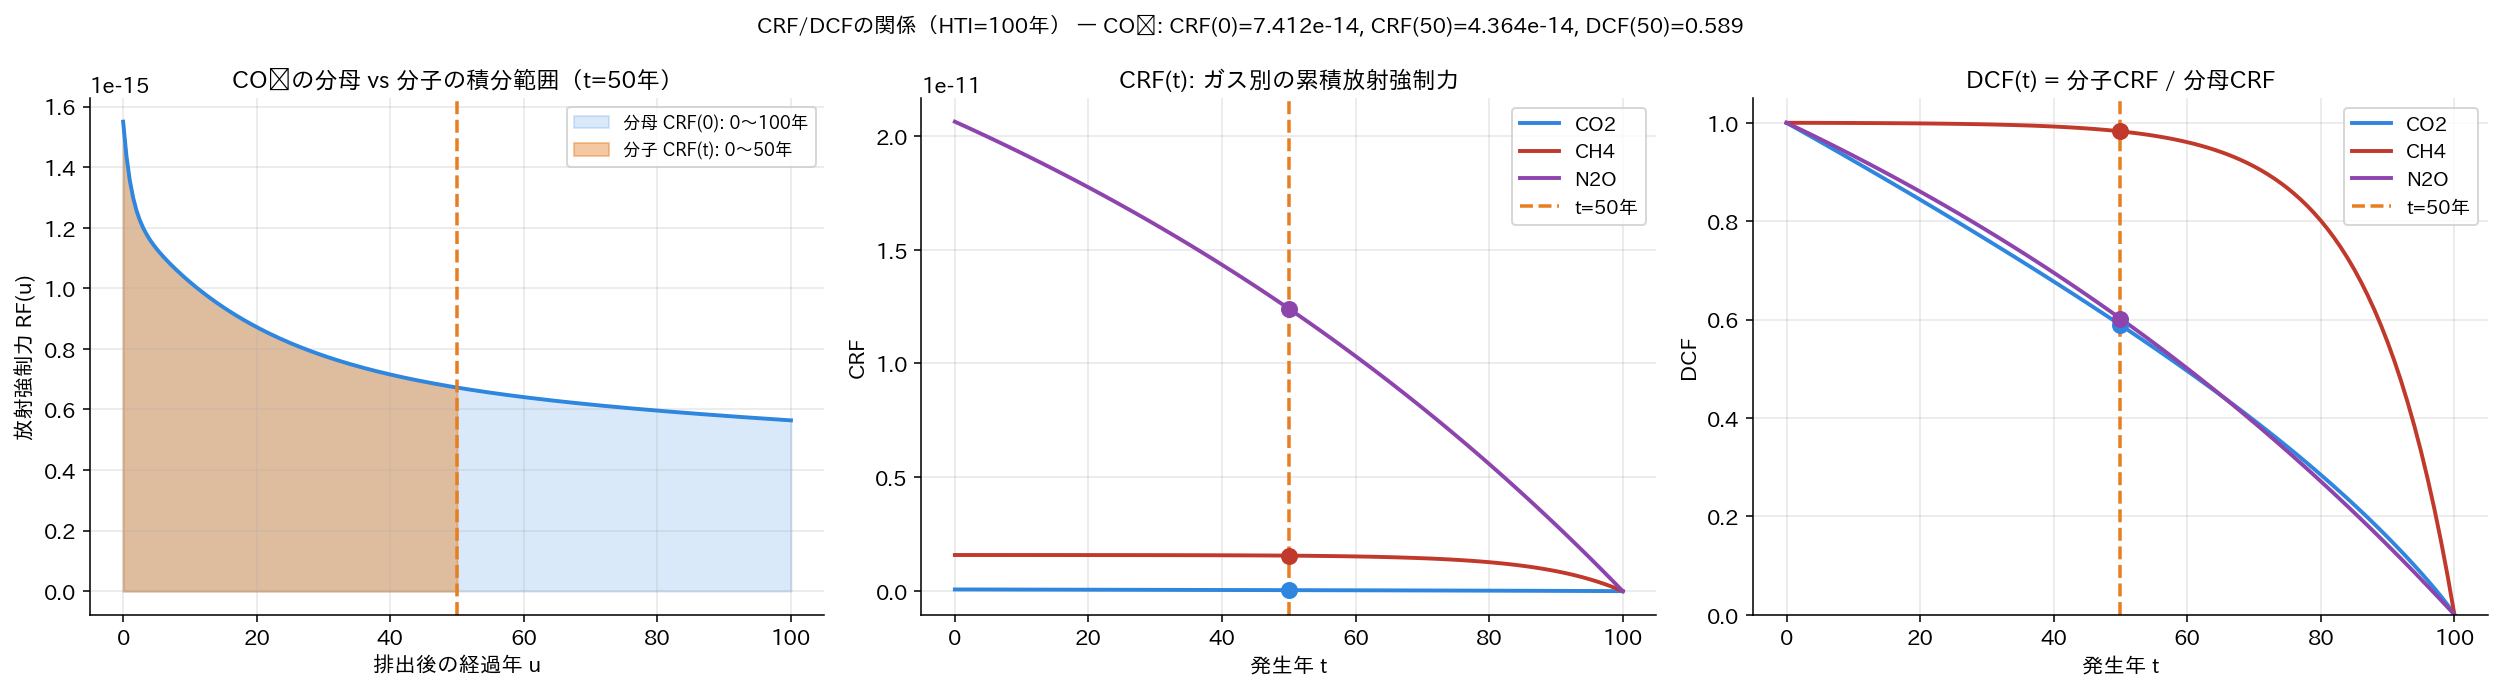 CRF/DCFの関係（HTI=100年） — CO□: CRF(0)=7.412e-14, CRF(50)=4.364e-14, DCF(50)=0.589
CO□の分母 vs 分子の積分範囲（t=50年）
1e-15
1.6
1.4
1.2
1.0
0.8
0.6
0.4
0.2
0.0
放射強制力 RF(u)
分母 CRF(0): 0～100年
分子 CRF(t): 0～50年
0 20 40 60 80 100
排出後の経過年 u
CRF(t): ガス別の累積放射強制力
1e-11
2.0
1.5
1.0
0.5
0.0
CRF
CO2
CH4
N2O
t=50年
0 20 40 60 80 100
発生年 t
DCF(t) = 分子CRF / 分母CRF
1.0
0.8
0.6
0.4
0.2
0.0
DCF
CO2
CH4
N2O
t=50年
0 20 40 60 80 100
発生年 t